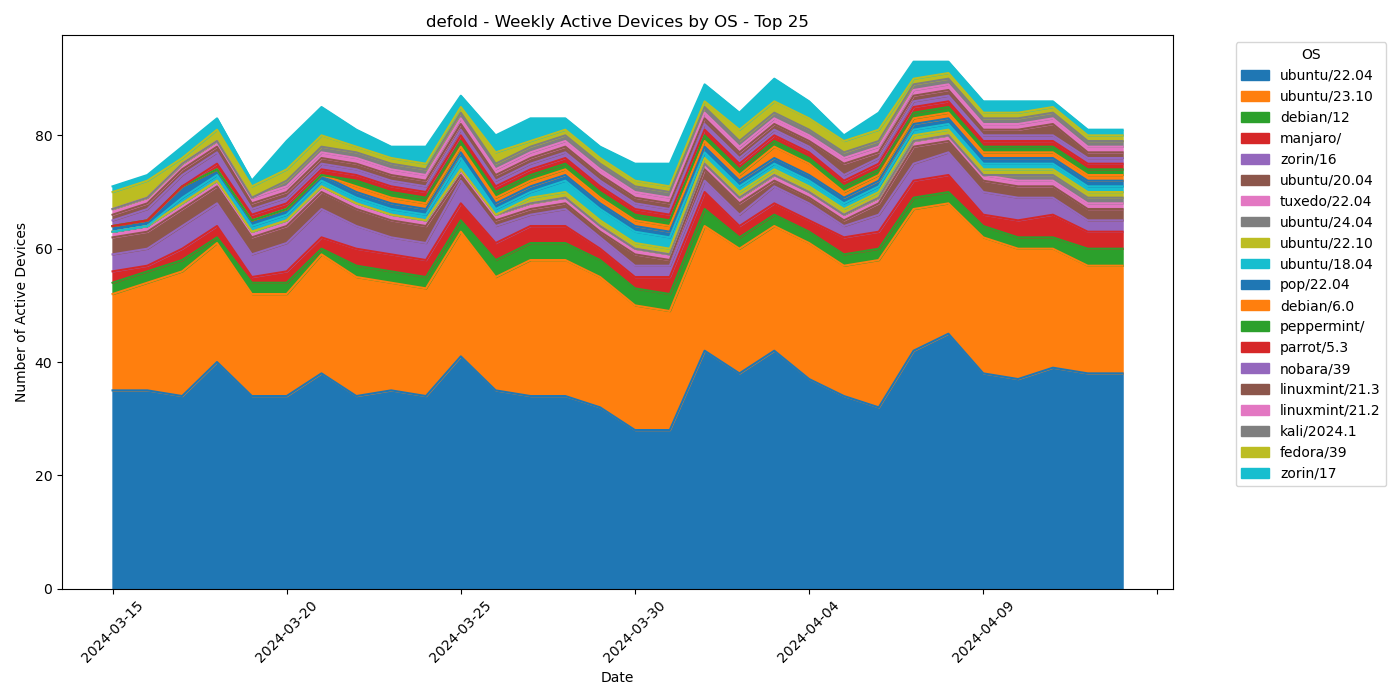 defold - Weekly Active Devices by OS - Top 25
Number of Active Devices
80
60
40
20
0
2024-03-15
2024-03-20
2024-03-25
2024-03-30
2024-04-04
2024-04-09
Date
OS
ubuntu/22.04
ubuntu/23.10
debian/12
manjaro/
zorin/16
ubuntu/20.04
tuxedo/22.04
ubuntu/24.04
ubuntu/22.10
ubuntu/18.04
pop/22.04
debian/6.0
peppermint/
parrot/5.3
nobara/39
linuxmint/21.3
linuxmint/21.2
kali/2024.1
fedora/39
zorin/17